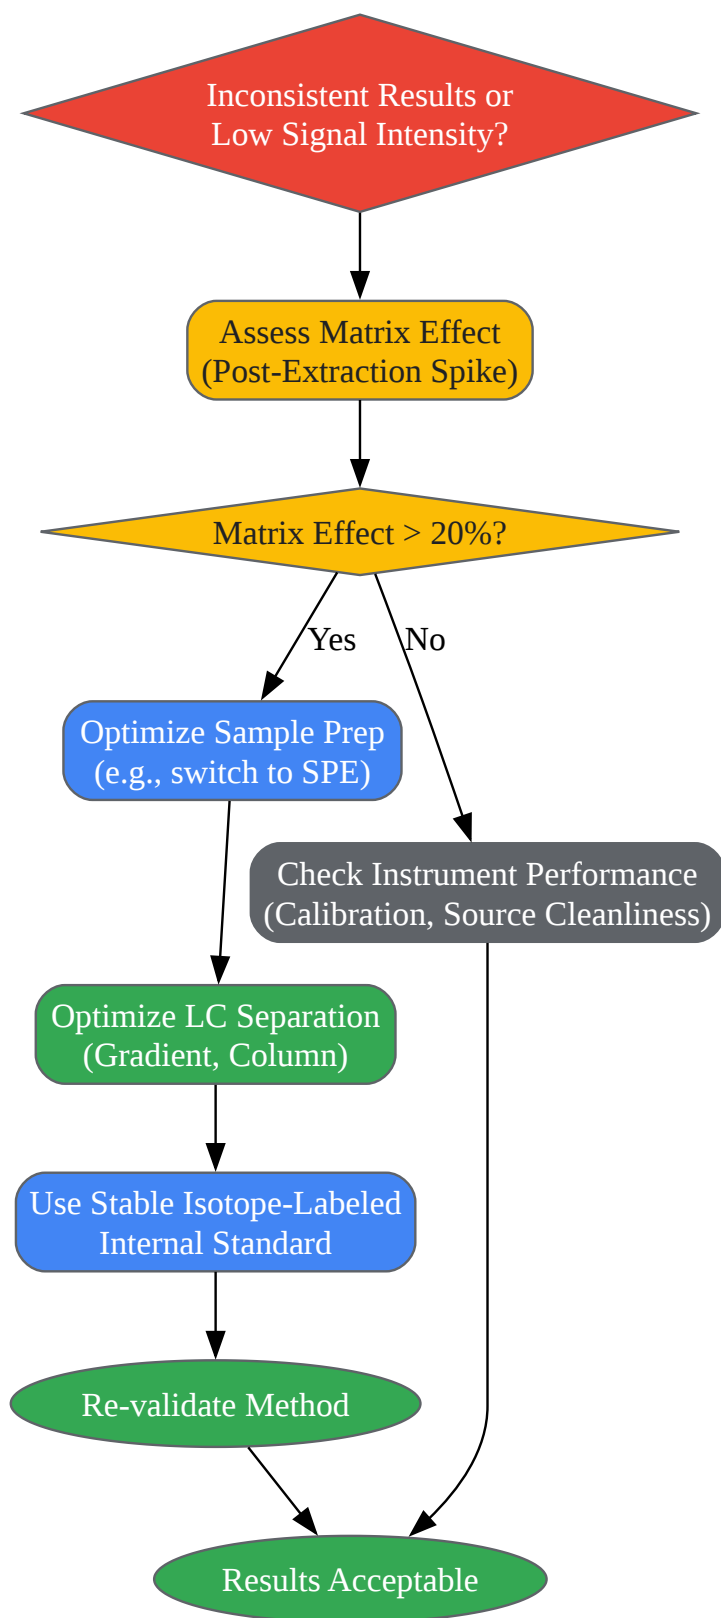 Inconsistent Results or
Low Signal Intensity?
Assess Matrix Effect
(Post-Extraction Spike)
Matrix Effect > 20%?
Yes
No
Optimize Sample Prep
(e.g., switch to SPE)
Check Instrument Performance
(Calibration, Source Cleanliness)
Optimize LC Separation
(Gradient, Column)
Use Stable Isotope-Labeled
Internal Standard
Re-validate Method
Results Acceptable